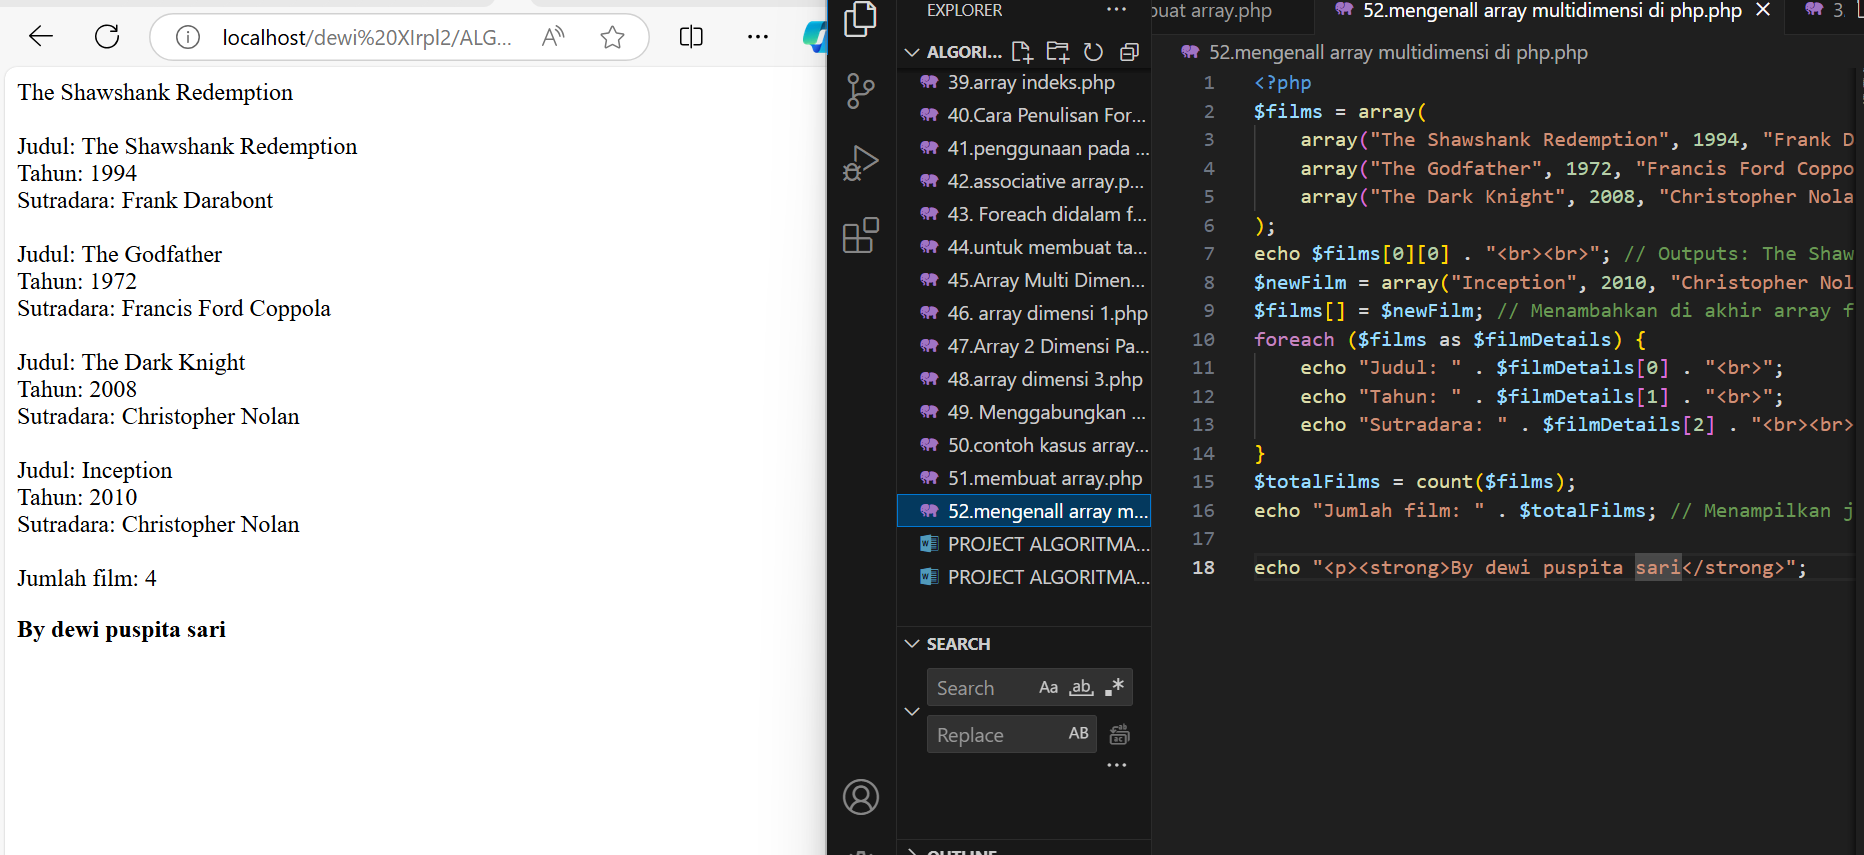 localhost/dewi%20XIrpl2/ALG...
The Shawshank Redemption
Judul: The Shawshank Redemption
Tahun: 1994
Sutradara: Frank Darabont
Judul: The Godfather
Tahun: 1972
Sutradara: Francis Ford Coppola
Judul: The Dark Knight
Tahun: 2008
Sutradara: Christopher Nolan
Judul: Inception
Tahun: 2010
Sutradara: Christopher Nolan
Jumlah film: 4
By dewi puspita sari
EXPLORER
ALGORI...
39.array indeks.php
40.Cara Penulisan For...
41.penggunaan pada ...
42.associative array.p...
43. Foreach didalam f...
44.untuk membuat ta...
45.Array Multi Dimen...
46. array dimensi 1.php
47.Array 2 Dimensi Pa...
48.array dimensi 3.php
49. Menggabungkan ...
50.contoh kasus array...
51.membuat array.php
52.mengenall array m...
PROJECT ALGORITMA...
PROJECT ALGORITMA...
SEARCH
Search Aa ab
Replace AB
OUTLINE
buat array.php
52.mengenall array multidimensi di php.php
3
52.mengenall array multidimensi di php.php
1 <?php
2 $films = array(
3 array("The Shawshank Redemption", 1994, "Frank D
4 array("The Godfather", 1972, "Francis Ford Coppo
5 array("The Dark Knight", 2008, "Christopher Nola
6 );
7 echo $films[0][0] . "<br><br>"; // Outputs: The Shaw
8 $newFilm = array("Inception", 2010, "Christopher Nol
9 $films[] = $newFilm; // Menambahkan di akhir array f
10 foreach ($films as $filmDetails) {
11 echo "Judul: " . $filmDetails[0] . "<br>";
12 echo "Tahun: " . $filmDetails[1] . "<br>";
13 echo "Sutradara: " . $filmDetails[2] . "<br><br>
14 }
15 $totalFilms = count($films);
16 echo "Jumlah film: " . $totalFilms; // Menampilkan j
17
18 echo "<p><strong>By dewi puspita sari</strong>";